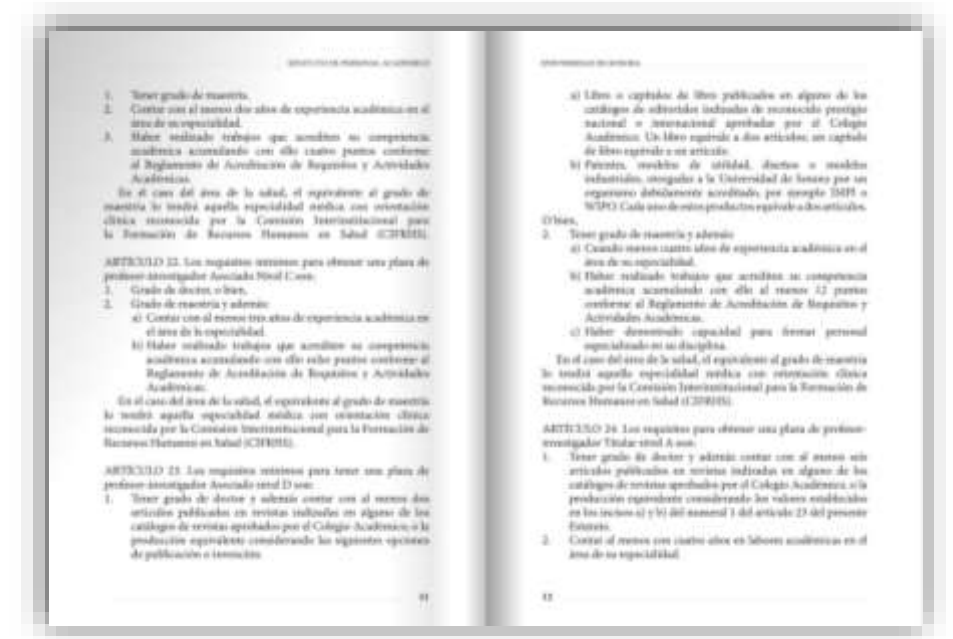 ESTATUTO DE PERSONAL ACADÉMICO
1. Tener grado de maestría.
2. Contar con al menos dos años de experiencia académica en el
área de su especialidad.
3. Haber realizado trabajos que acrediten su competencia
académica acumulando con ello cuatro puntos conforme
al Reglamento de Acreditación de Requisitos y Actividades
Académicas.
En el caso del área de la salud, el equivalente al grado de
maestría lo tendrá aquella especialidad médica con orientación
clínica reconocida por la Comisión Interinstitucional para
la Formación de Recursos Humanos en Salud (CIFRHS).
ARTÍCULO 22. Los requisitos mínimos para obtener una plaza de
profesor-investigador Asociado Nivel C son:
1. Grado de doctor, o bien,
2. Grado de maestría y además:
a) Contar con al menos tres años de experiencia académica en
el área de la especialidad.
b) Haber realizado trabajos que acrediten su competencia
académica acumulando con ello ocho puntos conforme al
Reglamento de Acreditación de Requisitos y Actividades
Académicas.
En el caso del área de la salud, el equivalente al grado de maestría
lo tendrá aquella especialidad médica con orientación clínica
reconocida por la Comisión Interinstitucional para la Formación de
Recursos Humanos en Salud (CIFRHS).
ARTÍCULO 23. Los requisitos mínimos para tener una plaza de
profesor-investigador Asociado nivel D son:
1. Tener grado de doctor y además contar con al menos dos
artículos publicados en revistas indizadas en alguno de los
catálogos de revistas aprobados por el Colegio Académico; o la
producción equivalente considerando las siguientes opciones
de publicación o invención:
11
UNIVERSIDAD DE SONORA
a) Libro o capítulos de libro publicados en alguno de los
catálogos de editoriales indizadas de reconocido prestigio
nacional e internacional aprobadas por el Colegio
Académico. Un libro equivale a dos artículos; un capítulo
de libro equivale a un artículo.
b) Patentes, modelos de utilidad, diseños o modelos
industriales, otorgadas a la Universidad de Sonora por un
organismo debidamente acreditado, por ejemplo IMPI o
WIPO. Cada uno de estos productos equivale a dos artículos.
O bien,
2. Tener grado de maestría y además:
a) Cuando menos cuatro años de experiencia académica en el
área de su especialidad.
b) Haber realizado trabajos que acrediten su competencia
académica acumulando con ello al menos 12 puntos
conforme al Reglamento de Acreditación de Requisitos y
Actividades Académicas.
c) Haber demostrado capacidad para formar personal
especializado en su disciplina.
En el caso del área de la salud, el equivalente al grado de maestría
lo tendrá aquella especialidad médica con orientación clínica
reconocida por la Comisión Interinstitucional para la Formación de
Recursos Humanos en Salud (CIFRHS).
ARTÍCULO 24. Los requisitos para obtener una plaza de profesor-
investigador Titular nivel A son:
1. Tener grado de doctor y además contar con al menos seis
artículos publicados en revistas indizadas en alguno de los
catálogos de revistas aprobados por el Colegio Académico, o la
producción equivalente considerando los valores establecidos
en los incisos a) y b) del numeral 1 del artículo 23 del presente
Estatuto.
2. Contar al menos con cuatro años en labores académicas en el
área de su especialidad.
12